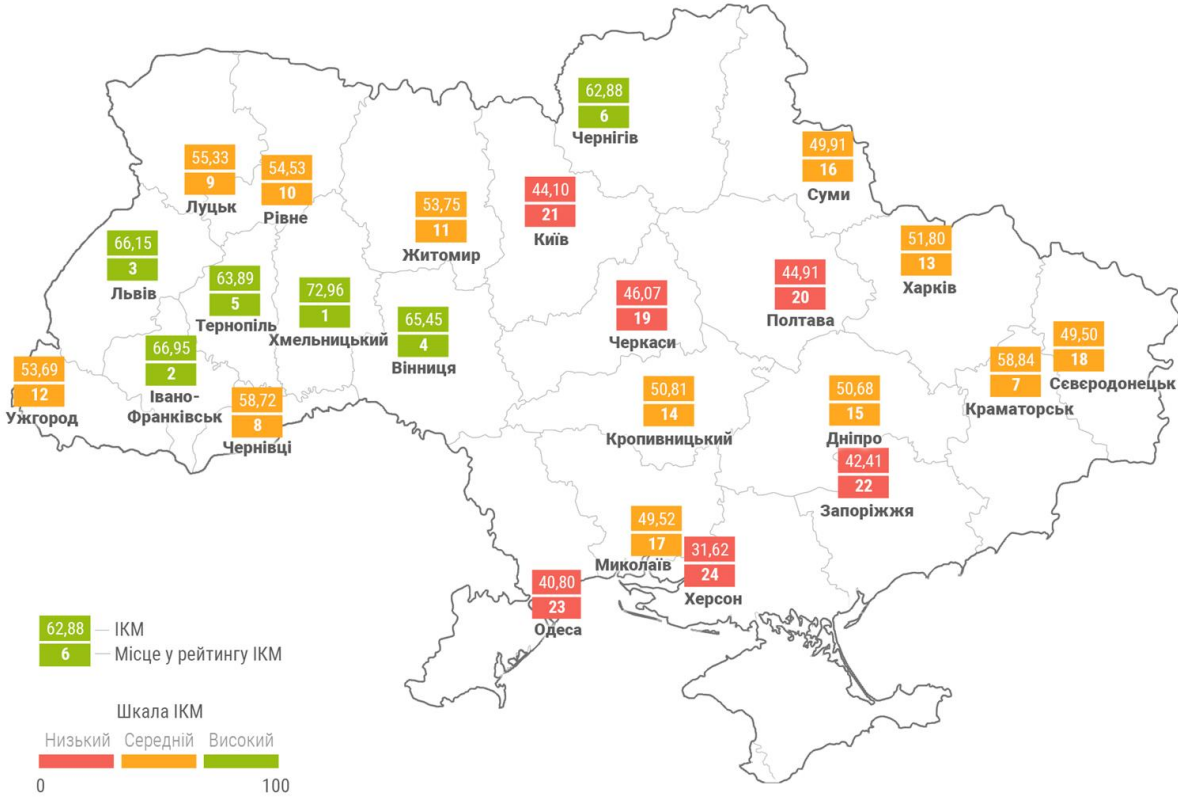 62,88
6
Чернігів
49,91
16
Суми
55,33
9
Луцьк
54,53
10
Рівне
53,75
11
Житомир
44,10
21
Київ
51,80
13
Харків
66,15
3
Львів
63,89
5
Тернопіль
72,96
1
Хмельницький
65,45
4
Вінниця
46,07
19
Черкаси
44,91
20
Полтава
49,50
18
Сєвєродонецьк
58,84
7
Краматорськ
53,69
12
Ужгород
66,95
2
Івано-
Франківськ
58,72
8
Чернівці
50,81
14
Кропивницький
50,68
15
Дніпро
42,41
22
Запоріжжя
49,52
17
Миколаїв
31,62
24
Херсон
40,80
23
Одеса
62,88 ІКМ
6 Місце у рейтингу ІКМ
Шкала ІКМ
Низький Середній Високий
0 100